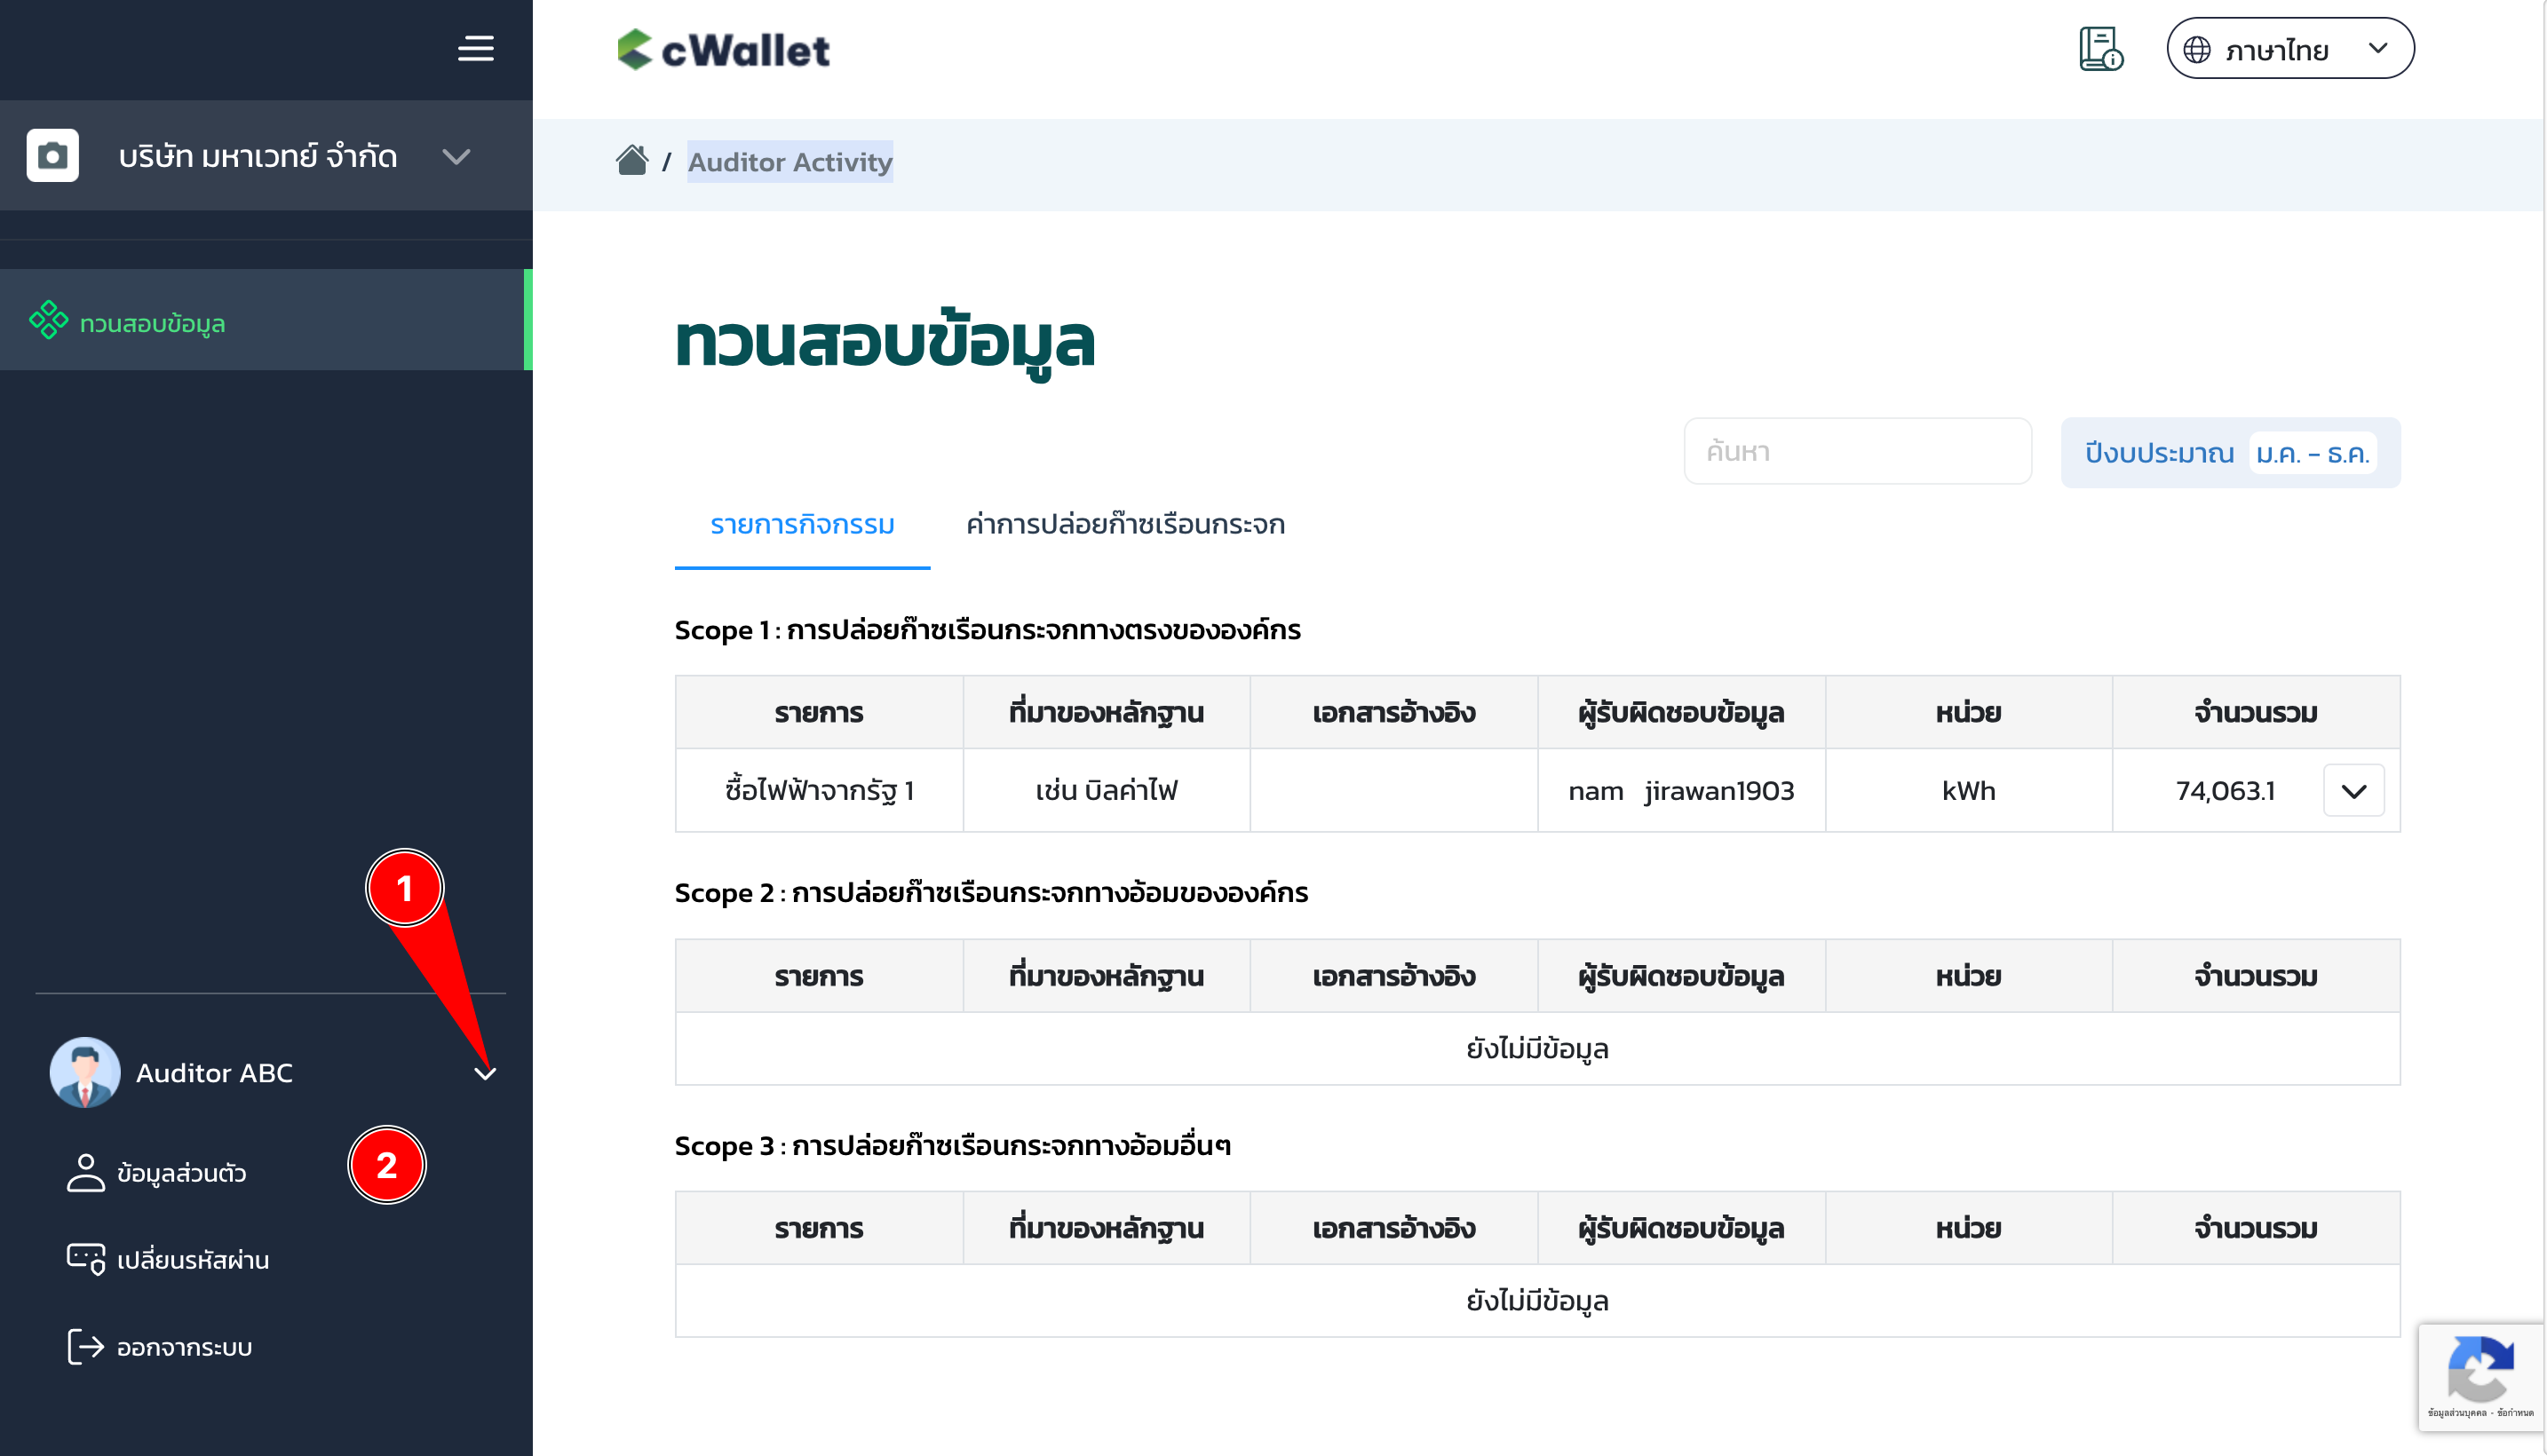 cWallet
ภาษาไทย
บริษัท มหาเวทย์ จำกัด
/ Auditor Activity
ทวนสอบข้อมูล
ทวนสอบข้อมูล
ค้นหา
ปีงบประมาณ ม.ค. - ธ.ค.
รายการกิจกรรม ค่าการปล่อยก๊าซเรือนกระจก
Scope 1 : การปล่อยก๊าซเรือนกระจกทางตรงขององค์กร
รายการ ที่มาของหลักฐาน เอกสารอ้างอิง ผู้รับผิดชอบข้อมูล หน่วย จำนวนรวม
ซื้อไฟฟ้าจากรัฐ 1 เช่น บิลค่าไฟ nam jirawan1903 kWh 74,063.1
Scope 2 : การปล่อยก๊าซเรือนกระจกทางอ้อมขององค์กร
รายการ ที่มาของหลักฐาน เอกสารอ้างอิง ผู้รับผิดชอบข้อมูล หน่วย จำนวนรวม
ยังไม่มีข้อมูล
Scope 3 : การปล่อยก๊าซเรือนกระจกทางอ้อมอื่นๆ
รายการ ที่มาของหลักฐาน เอกสารอ้างอิง ผู้รับผิดชอบข้อมูล หน่วย จำนวนรวม
ยังไม่มีข้อมูล
1
Auditor ABC
2
ข้อมูลส่วนตัว
เปลี่ยนรหัสผ่าน
ออกจากระบบ
ข้อมูลส่วนบุคคล - ข้อกำหนด